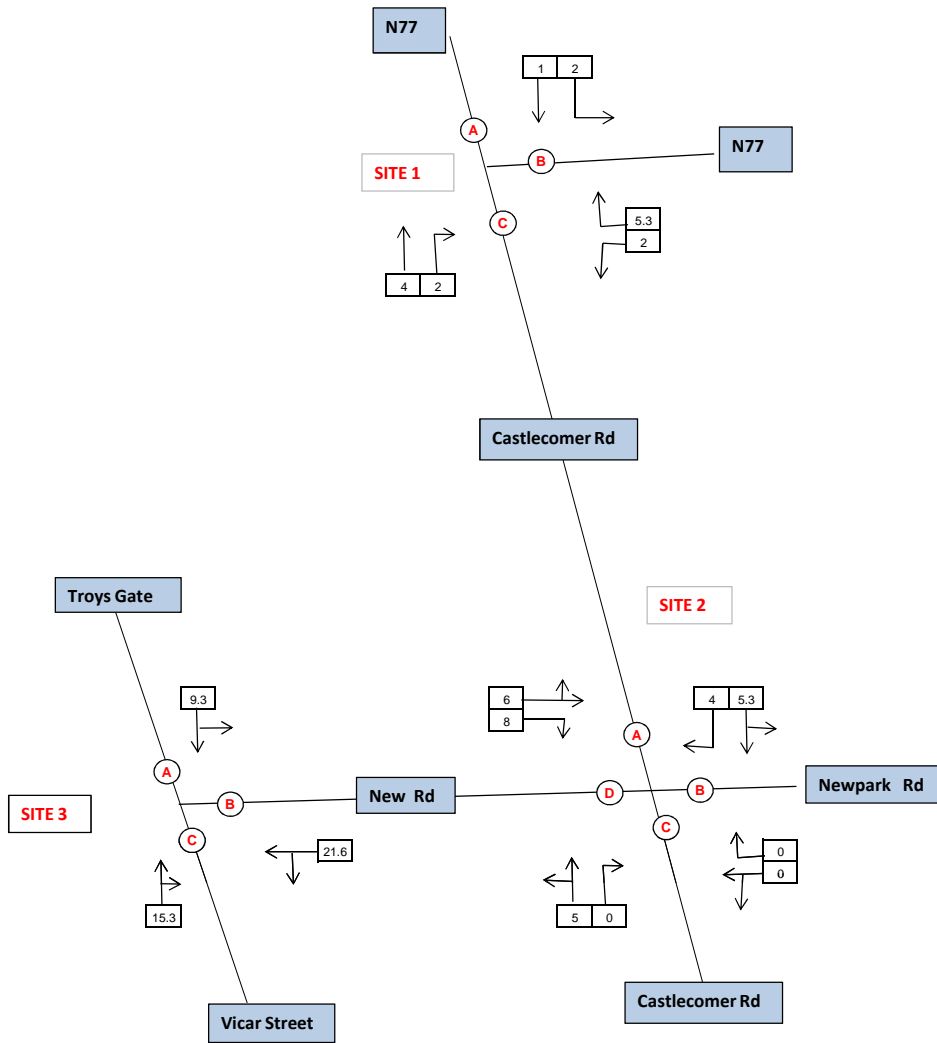 N77
1 2
A
N77
B
SITE 1
C
5.3
2
4 2
Castlecomer Rd
Troys Gate
SITE 2
9.3
6
8
4 5.3
A
A
New Rd
D
B
Newpark Rd
B
SITE 3
C
C
21.6
0
0
15.3
5 0
Castlecomer Rd
Vicar Street